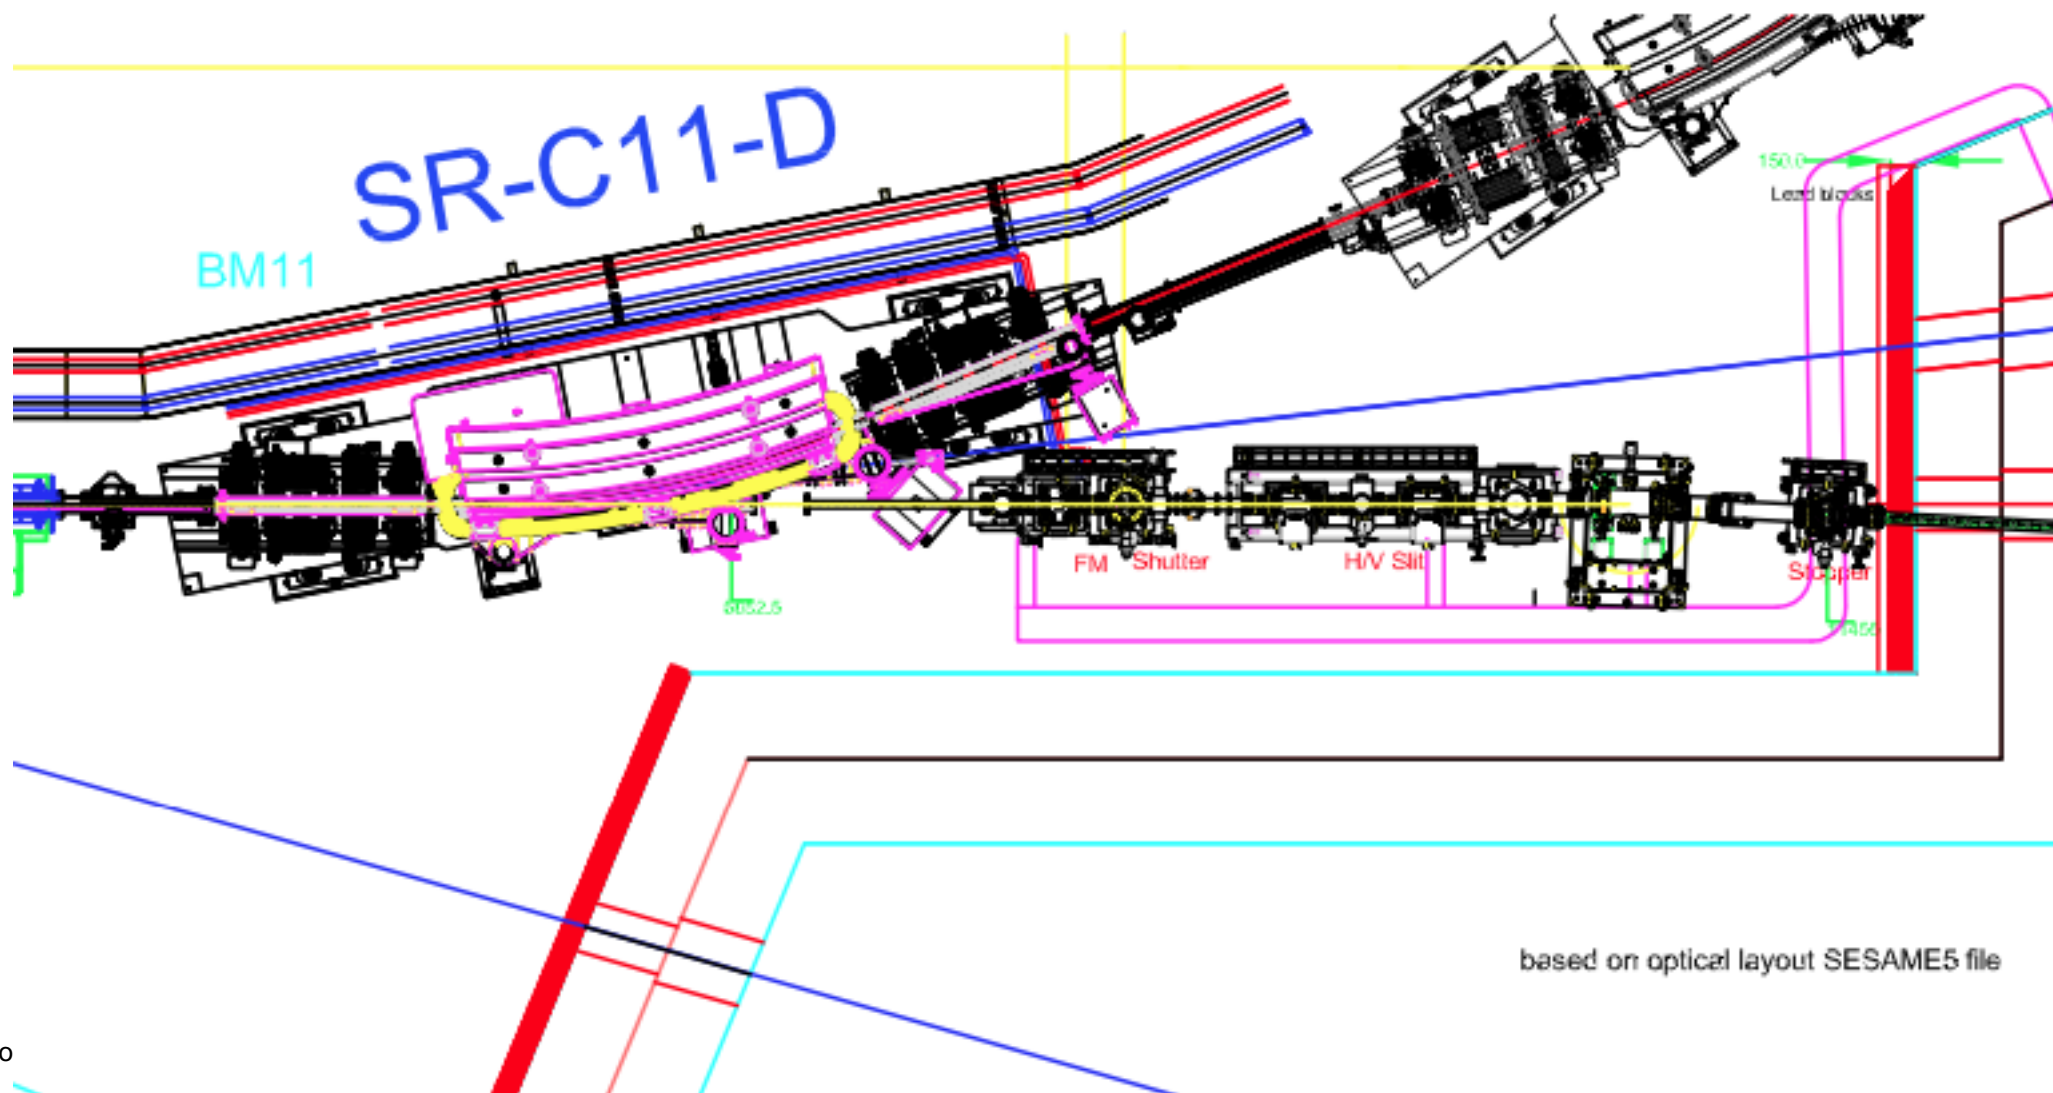 SR-C11-D
BM11
150.0
Lead blocks
FM
Shutter
H/V Slit
Stopper
based on optical layout SESAME5 file
o